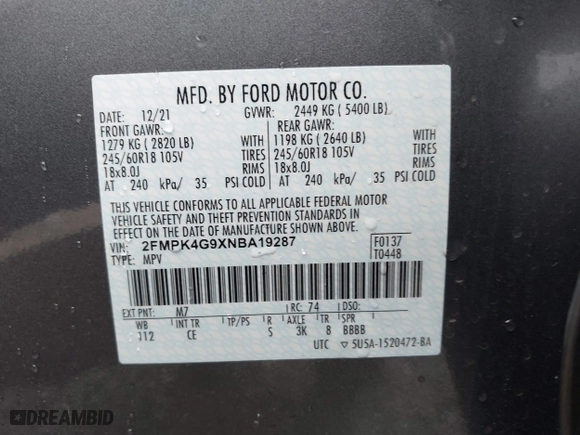 MFD. BY FORD MOTOR CO.
DATE: 12/21 GVWR: 2449 KG ( 5400 LB)
FRONT GAWR: REAR GAWR:
1279 KG ( 2820 LB) WITH 1198 KG ( 2640 LB) WITH
245/60R18 105V TIRES 245/60R18 105V TIRES
18x8.0J RIMS 18x8.0J RIMS
AT 240 kPa/ 35 PSI COLD AT 240 kPa/ 35 PSI COLD
THIS VEHICLE CONFORMS TO ALL APPLICABLE FEDERAL MOTOR
VEHICLE SAFETY AND THEFT PREVENTION STANDARDS IN
EFFECT ON THE DATE OF MANUFACTURE SHOWN ABOVE.
VIN: 2FMPK4G9XNBA19287 F0137
TYPE: MPV T0448
EXT PNT: M7 RC: 74 DSO:
WB INT TR TP/PS R AXLE TR SPR
112 CE S 3K 8 BBBB
UTC ▽ 5U5A-1520472-BA
DREAMBID